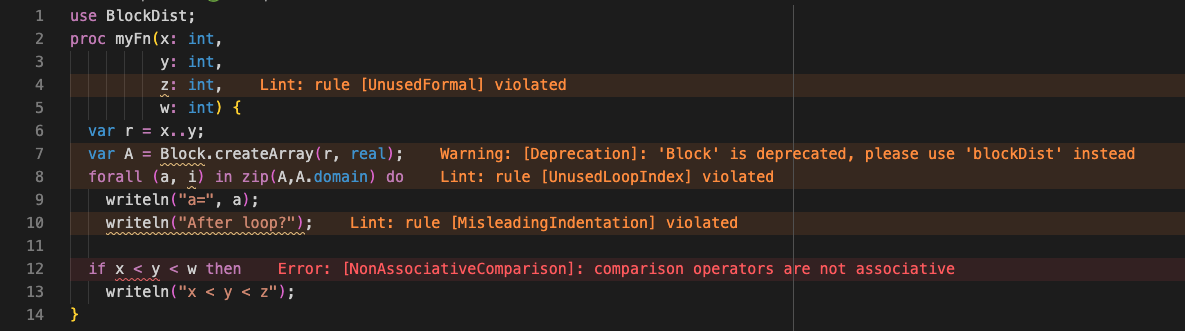 1 use BlockDist;
2 proc myFn(x: int,
3 y: int,
4 z: int, Lint: rule [UnusedFormal] violated
5 w: int) {
6 var r = x..y;
7 var A = Block.createArray(r, real); Warning: [Deprecation]: 'Block' is deprecated, please use 'blockDist' instead
8 forall (a, i) in zip(A,A.domain) do Lint: rule [UnusedLoopIndex] violated
9 writeln("a=", a);
10 writeln("After loop?"); Lint: rule [MisleadingIndentation] violated
11
12 if x < y < w then Error: [NonAssociativeComparison]: comparison operators are not associative
13 writeln("x < y < z");
14 }